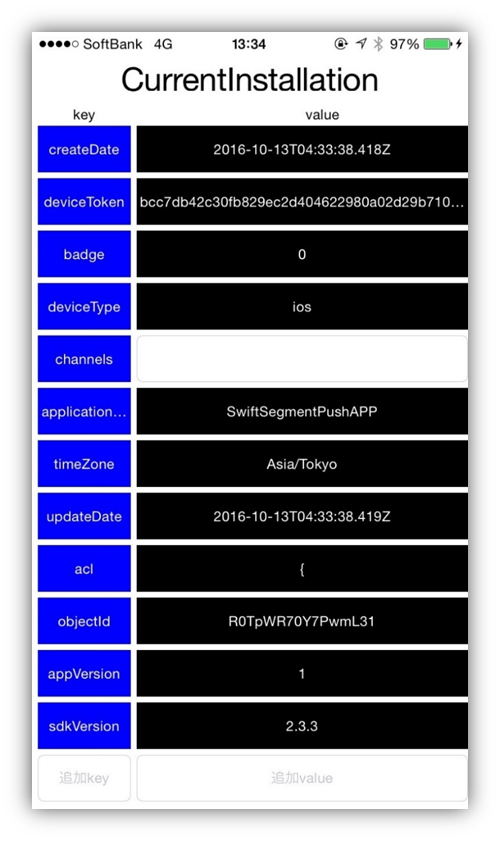 SoftBank 4G 13:34 97%
CurrentInstallation
key value
createDate 2016-10-13T04:33:38.418Z
deviceToken bcc7db42c30fb829ec2d404622980a02d29b710...
badge 0
deviceType ios
channels
application... SwiftSegmentPushAPP
timeZone Asia/Tokyo
updateDate 2016-10-13T04:33:38.419Z
acl {
objectId R0TpWR70Y7PwmL31
appVersion 1
sdkVersion 2.3.3
追加key 追加value